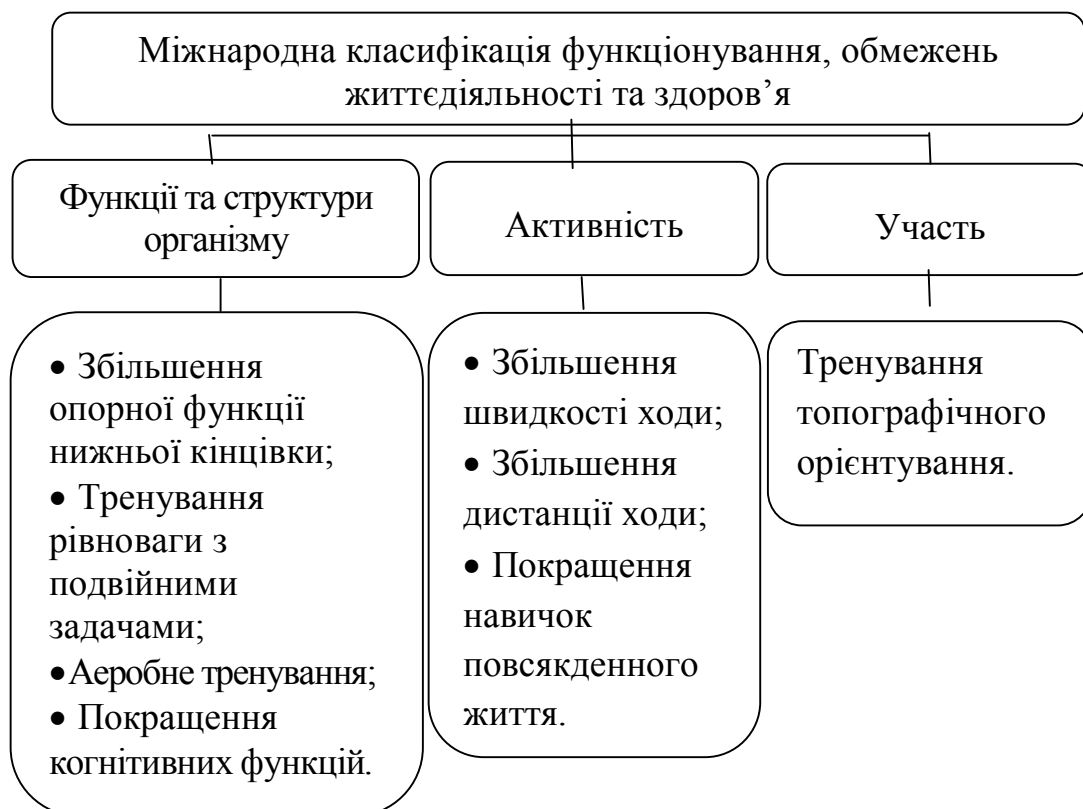 Міжнародна класифікація функціонування, обмежень
життєдіяльності та здоров’я
Функції та структури
організму
Активність
Участь
• Збільшення
опорної функції
нижньої кінцівки;
• Тренування
рівноваги з
подвійними
задачами;
•Аеробне тренування;
• Покращення
когнітивних функцій.
• Збільшення
швидкості ходи;
• Збільшення
дистанції ходи;
• Покращення
навичок
повсякденного
життя.
Тренування
топографічного
орієнтування.